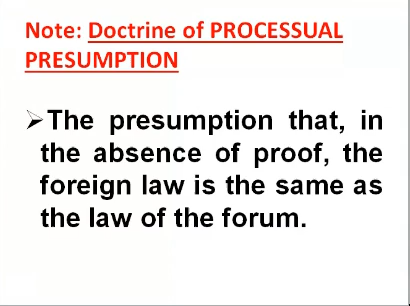 Note: Doctrine of PROCESSUAL
PRESUMPTION
➢The presumption that, in
the absence of proof, the
foreign law is the same as
the law of the forum.